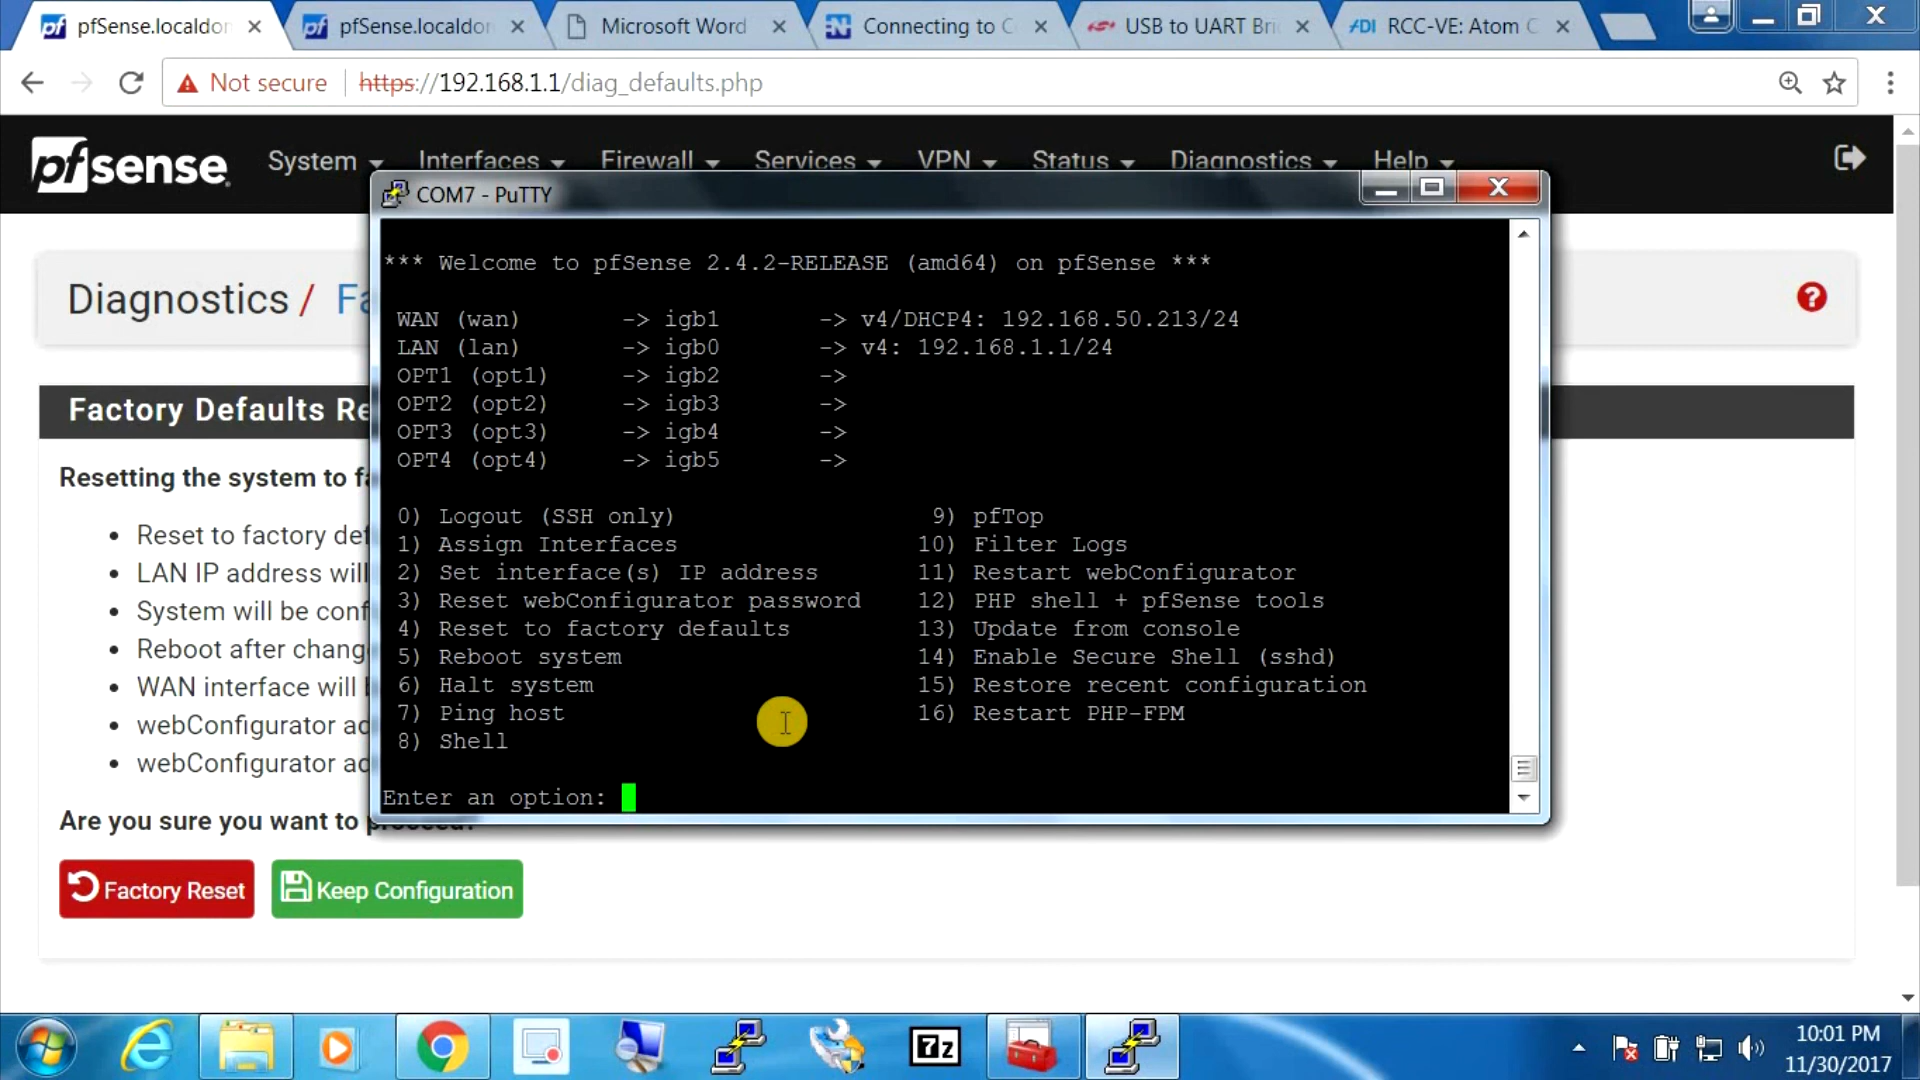 pfSense.localdor
pfSense.localdor
Microsoft Word
Connecting to C
USB to UART Bri
ADI RCC-VE: Atom C
Not secure
https://192.168.1.1/diag_defaults.php
pfsense
System
Interfaces
Firewall
Services
VPN
Status
Diagnostics
Help
COM7 - PuTTY
*** Welcome to pfSense 2.4.2-RELEASE (amd64) on pfSense ***
WAN (wan) -> igb1 -> v4/DHCP4: 192.168.50.213/24
LAN (lan) -> igb0 -> v4: 192.168.1.1/24
OPT1 (opt1) -> igb2 ->
OPT2 (opt2) -> igb3 ->
OPT3 (opt3) -> igb4 ->
OPT4 (opt4) -> igb5 ->
0) Logout (SSH only) 9) pfTop
1) Assign Interfaces 10) Filter Logs
2) Set interface(s) IP address 11) Restart webConfigurator
3) Reset webConfigurator password 12) PHP shell + pfSense tools
4) Reset to factory defaults 13) Update from console
5) Reboot system 14) Enable Secure Shell (sshd)
6) Halt system 15) Restore recent configuration
7) Ping host 16) Restart PHP-FPM
8) Shell
Enter an option:
Diagnostics / Fa
Factory Defaults Re
Resetting the system to fa
Reset to factory def
LAN IP address will
System will be conf
Reboot after chang
WAN interface will
webConfigurator ad
webConfigurator ad
Are you sure you want to proceed?
Factory Reset
Keep Configuration
7z
10:01 PM
11/30/2017